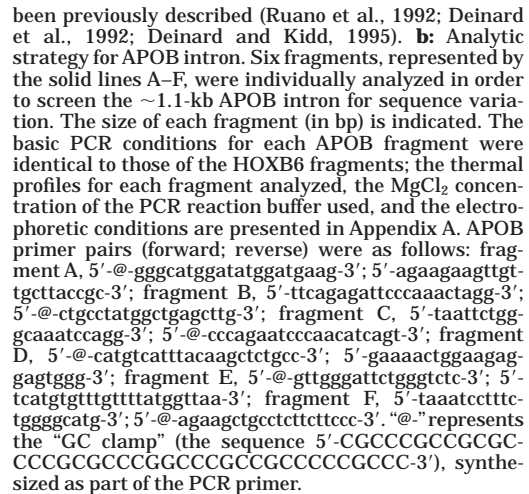 been previously described (Ruano et al., 1992; Deinard
et al., 1992; Deinard and Kidd, 1995). b: Analytic
strategy for APOB intron. Six fragments, represented by
the solid lines A–F, were individually analyzed in order
to screen the ~1.1-kb APOB intron for sequence varia-
tion. The size of each fragment (in bp) is indicated. The
basic PCR conditions for each APOB fragment were
identical to those of the HOXB6 fragments; the thermal
profiles for each fragment analyzed, the MgCl₂ concen-
tration of the PCR reaction buffer used, and the electro-
phoretic conditions are presented in Appendix A. APOB
primer pairs (forward; reverse) were as follows: frag-
ment A, 5′-@-gggcatggatatggatgaag-3′; 5′-agaagaagttgt-
tgcttaccgc-3′; fragment B, 5′-ttcagagattcccaaactagg-3′;
5′-@-ctgcctatggctgagcttg-3′; fragment C, 5′-taattctgg-
gcaaatccagg-3′; 5′-@-cccagaatcccaacatcagt-3′; fragment
D, 5′-@-catgtcatttacaagctctgcc-3′; 5′-gaaaactggaagag-
gagtggg-3′; fragment E, 5′-@-gttgggattctgggtctc-3′; 5′-
tcatgtgtttgttttatggttaa-3′; fragment F, 5′-taaatcctttc-
tggggcatg-3′; 5′-@-agaagctgcctcttcttccc-3′. “@-” represents
the “GC clamp” (the sequence 5′-CGCCCGCCGCGC-
CCCGCGCCCGGCCCGCCGCCCCCGCCC-3′), synthe-
sized as part of the PCR primer.